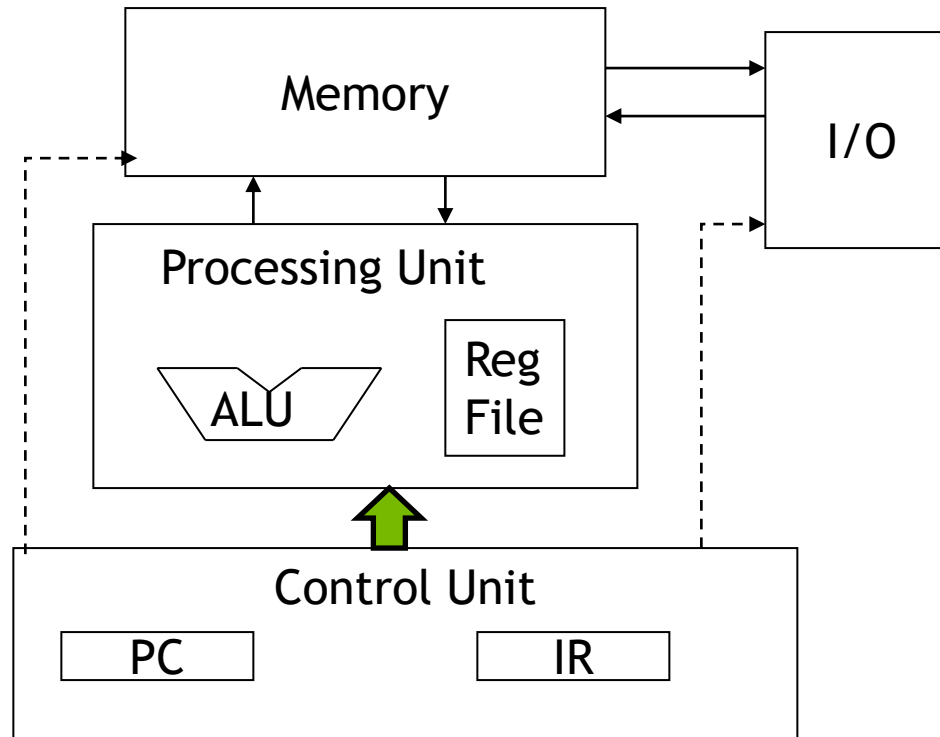 Memory
I/O
Processing Unit
ALU
Reg
File
Control Unit
PC
IR